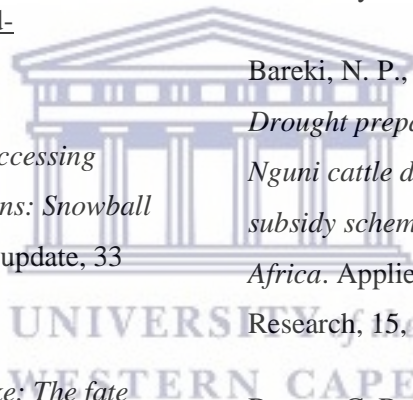 d-
ccessing
ns: Snowball
update, 33
e: The fate
Bareki, N. P.,
Drought prepa
Nguni cattle d
subsidy schem
Africa. Applie
Research, 15,
UNIVERSITY of the
WESTERN CAPE